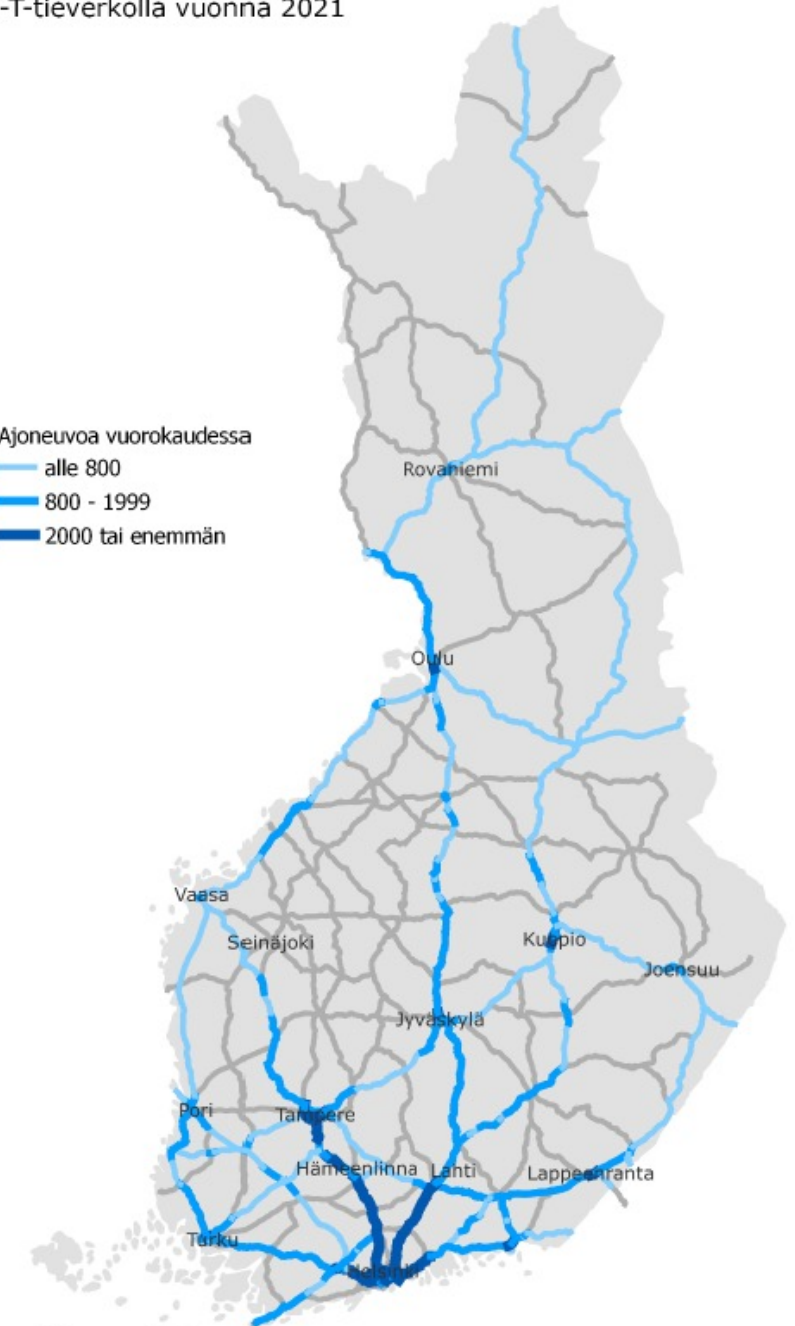 -T-tieverkolla vuonna 2021
Ajoneuvoa vuorokaudessa
alle 800
800 - 1999
2000 tai enemmän
Rovaniemi
Oulu
Vaasa
Seinäjoki
Kuopio
Joensuu
Jyväskylä
Pori
Tampere
Hämeenlinna
Lahti
Lappeenranta
Turku
Helsinki